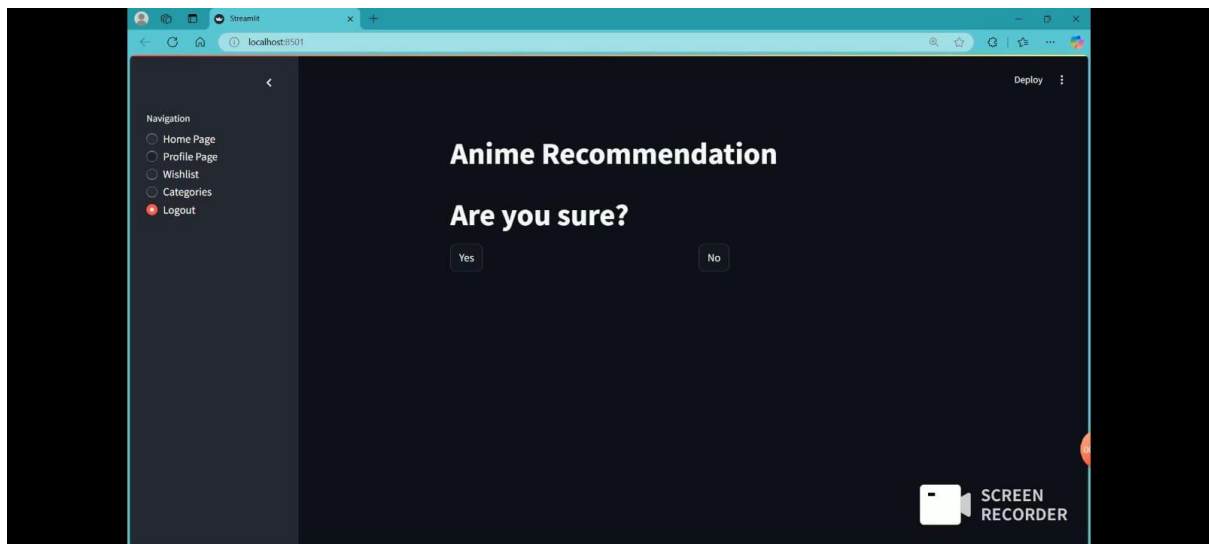 Streamlit
localhost:8501
Deploy
Navigation
Home Page
Profile Page
Wishlist
Categories
Logout
Anime Recommendation
Are you sure?
Yes
No
SCREEN
RECORDER